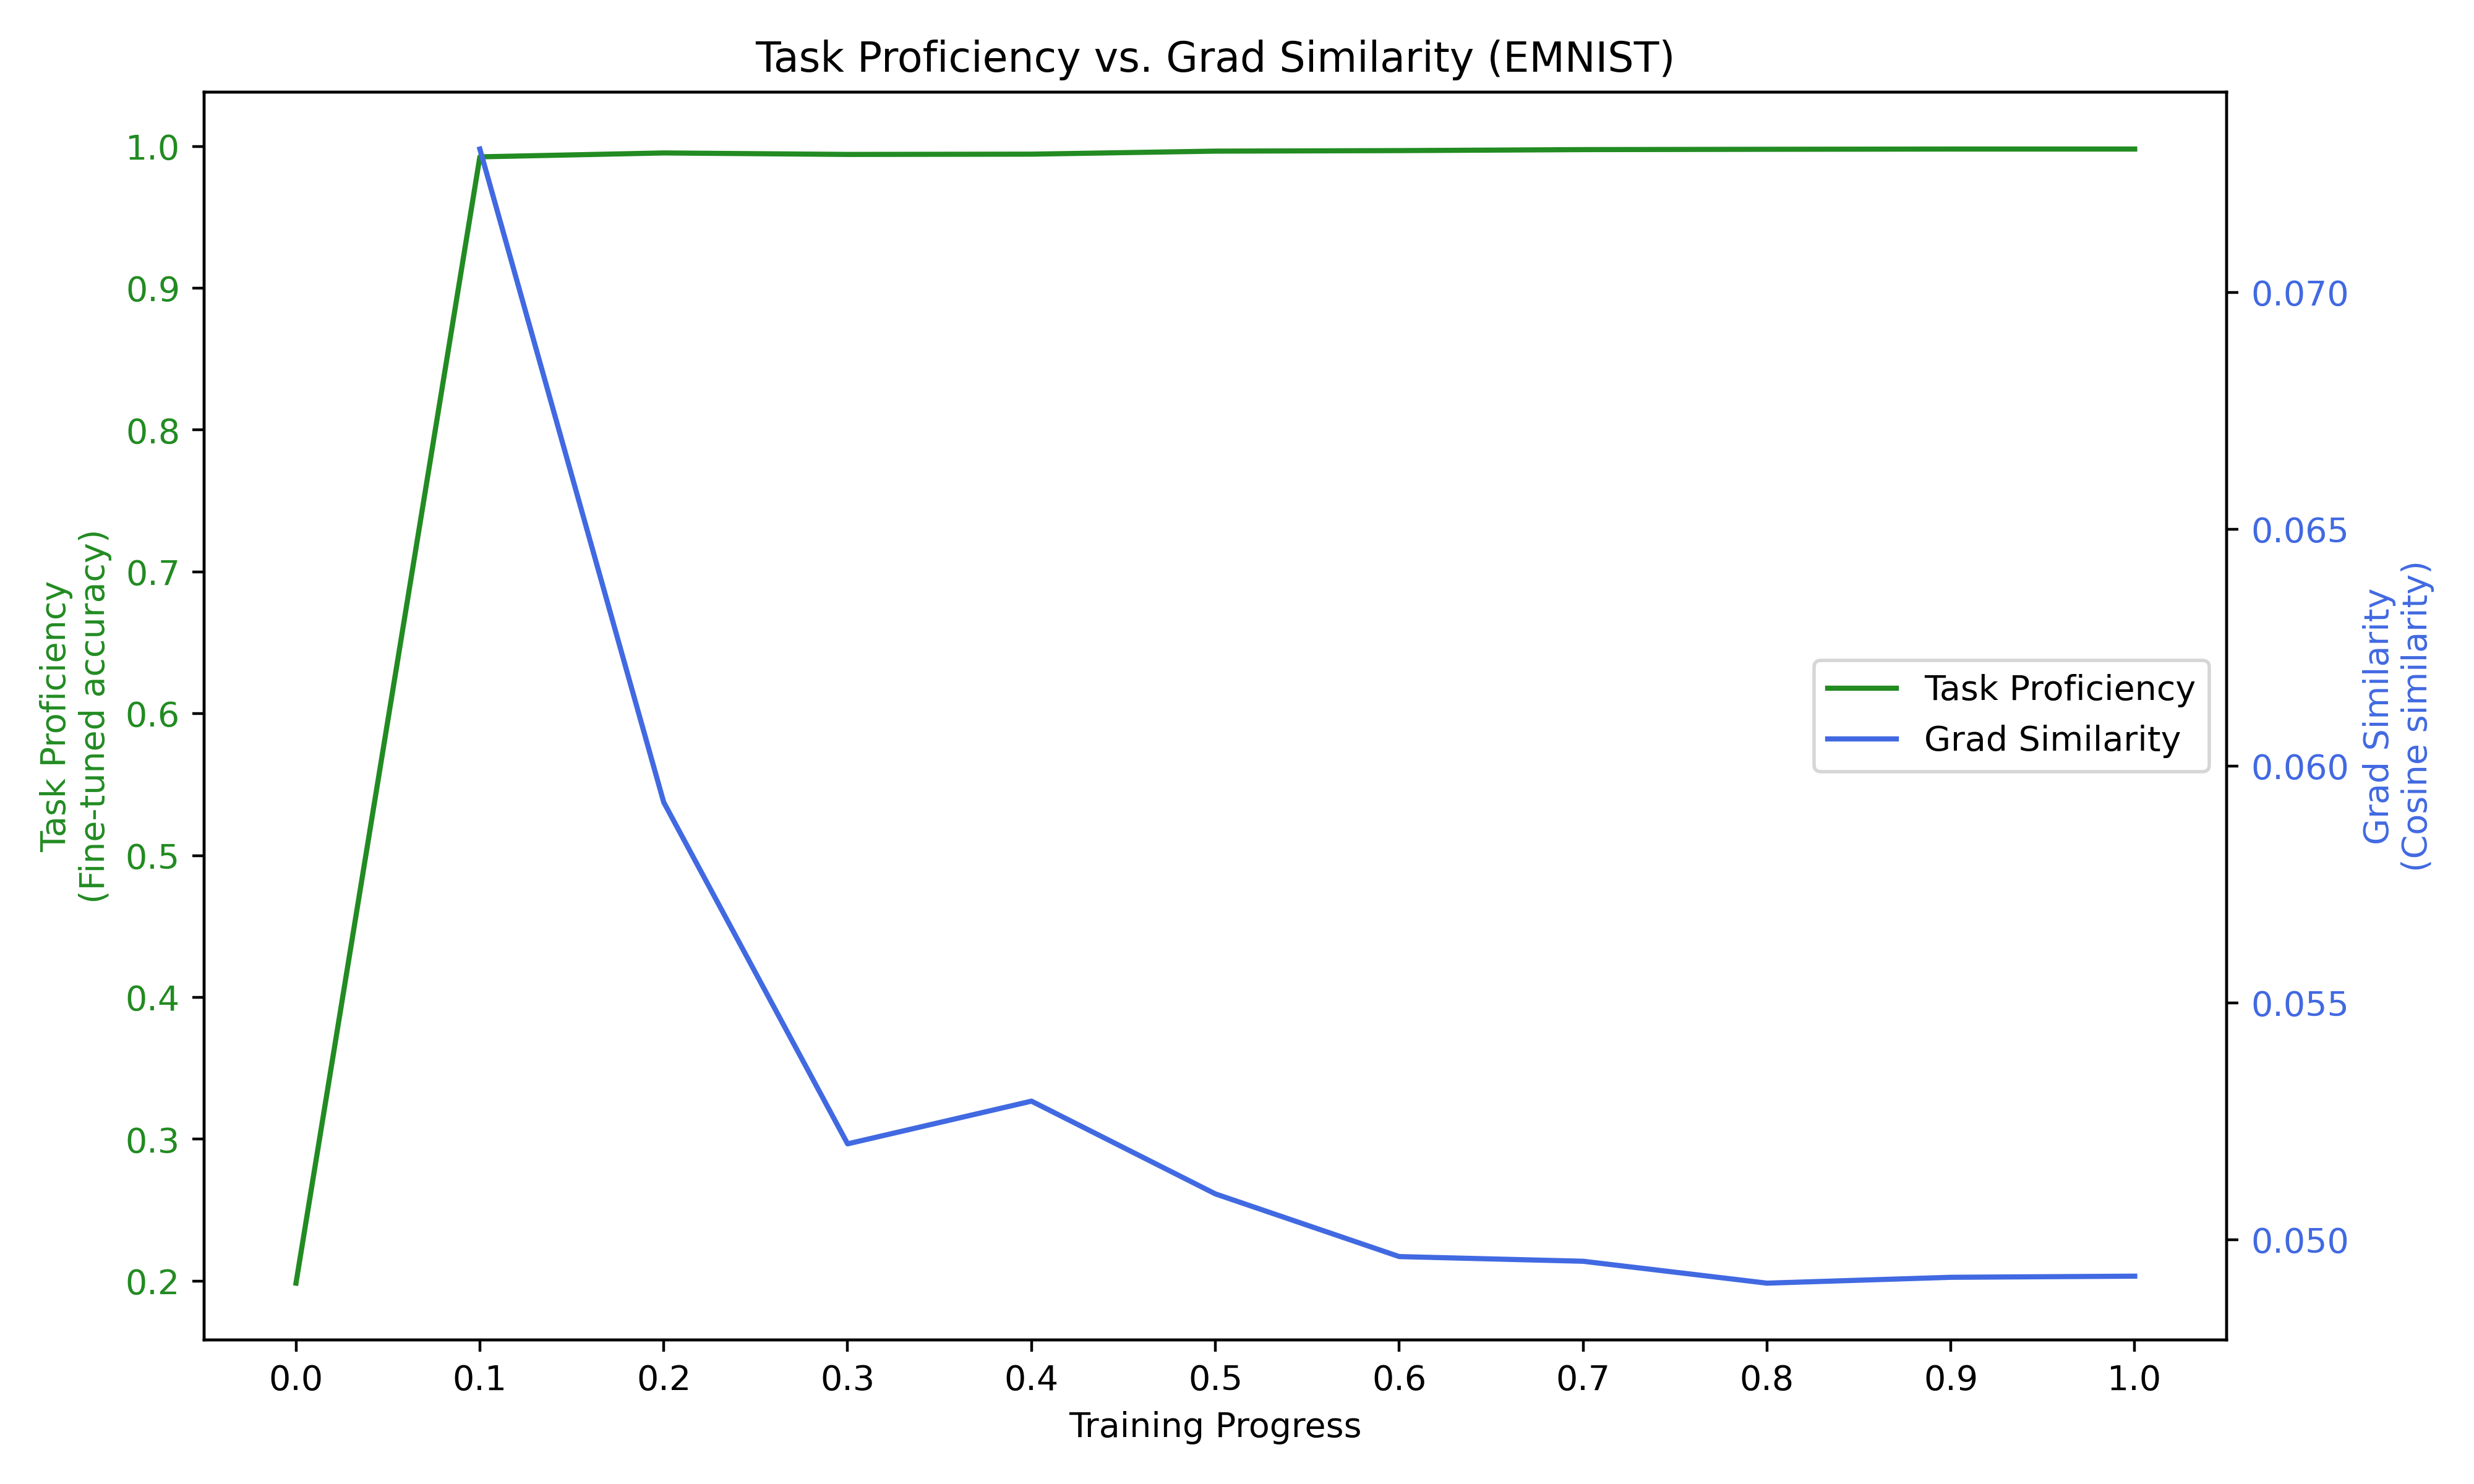 Task Proficiency vs. Grad Similarity (EMNIST)
Task Proficiency
(Fine-tuned accuracy)
1.0
0.9
0.8
0.7
0.6
0.5
0.4
0.3
0.2
Task Proficiency
Grad Similarity
0.070
0.065
0.060
0.055
0.050
Grad Similarity
(Cosine similarity)
0.0 0.1 0.2 0.3 0.4 0.5 0.6 0.7 0.8 0.9 1.0
Training Progress